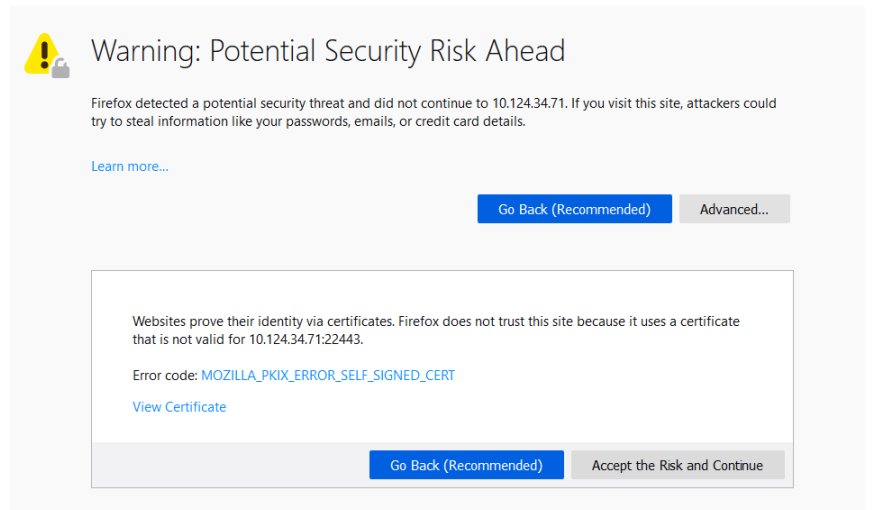 Warning: Potential Security Risk Ahead
Firefox detected a potential security threat and did not continue to 10.124.34.71. If you visit this site, attackers could
try to steal information like your passwords, emails, or credit card details.
Learn more...
Go Back (Recommended)
Advanced...
Websites prove their identity via certificates. Firefox does not trust this site because it uses a certificate
that is not valid for 10.124.34.71:22443.
Error code: MOZILLA_PKIX_ERROR_SELF_SIGNED_CERT
View Certificate
Go Back (Recommended)
Accept the Risk and Continue